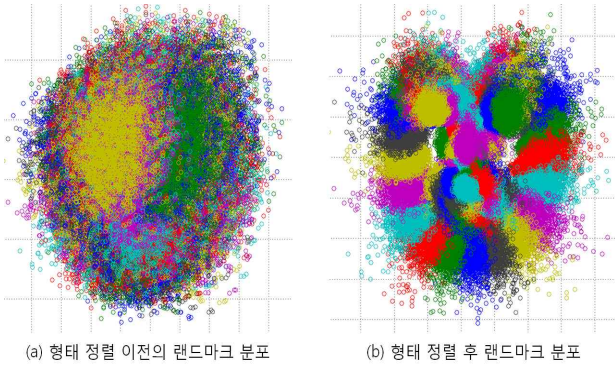 (a) 형태 정렬 이전의 랜드마크 분포
(b) 형태 정렬 후 랜드마크 분포